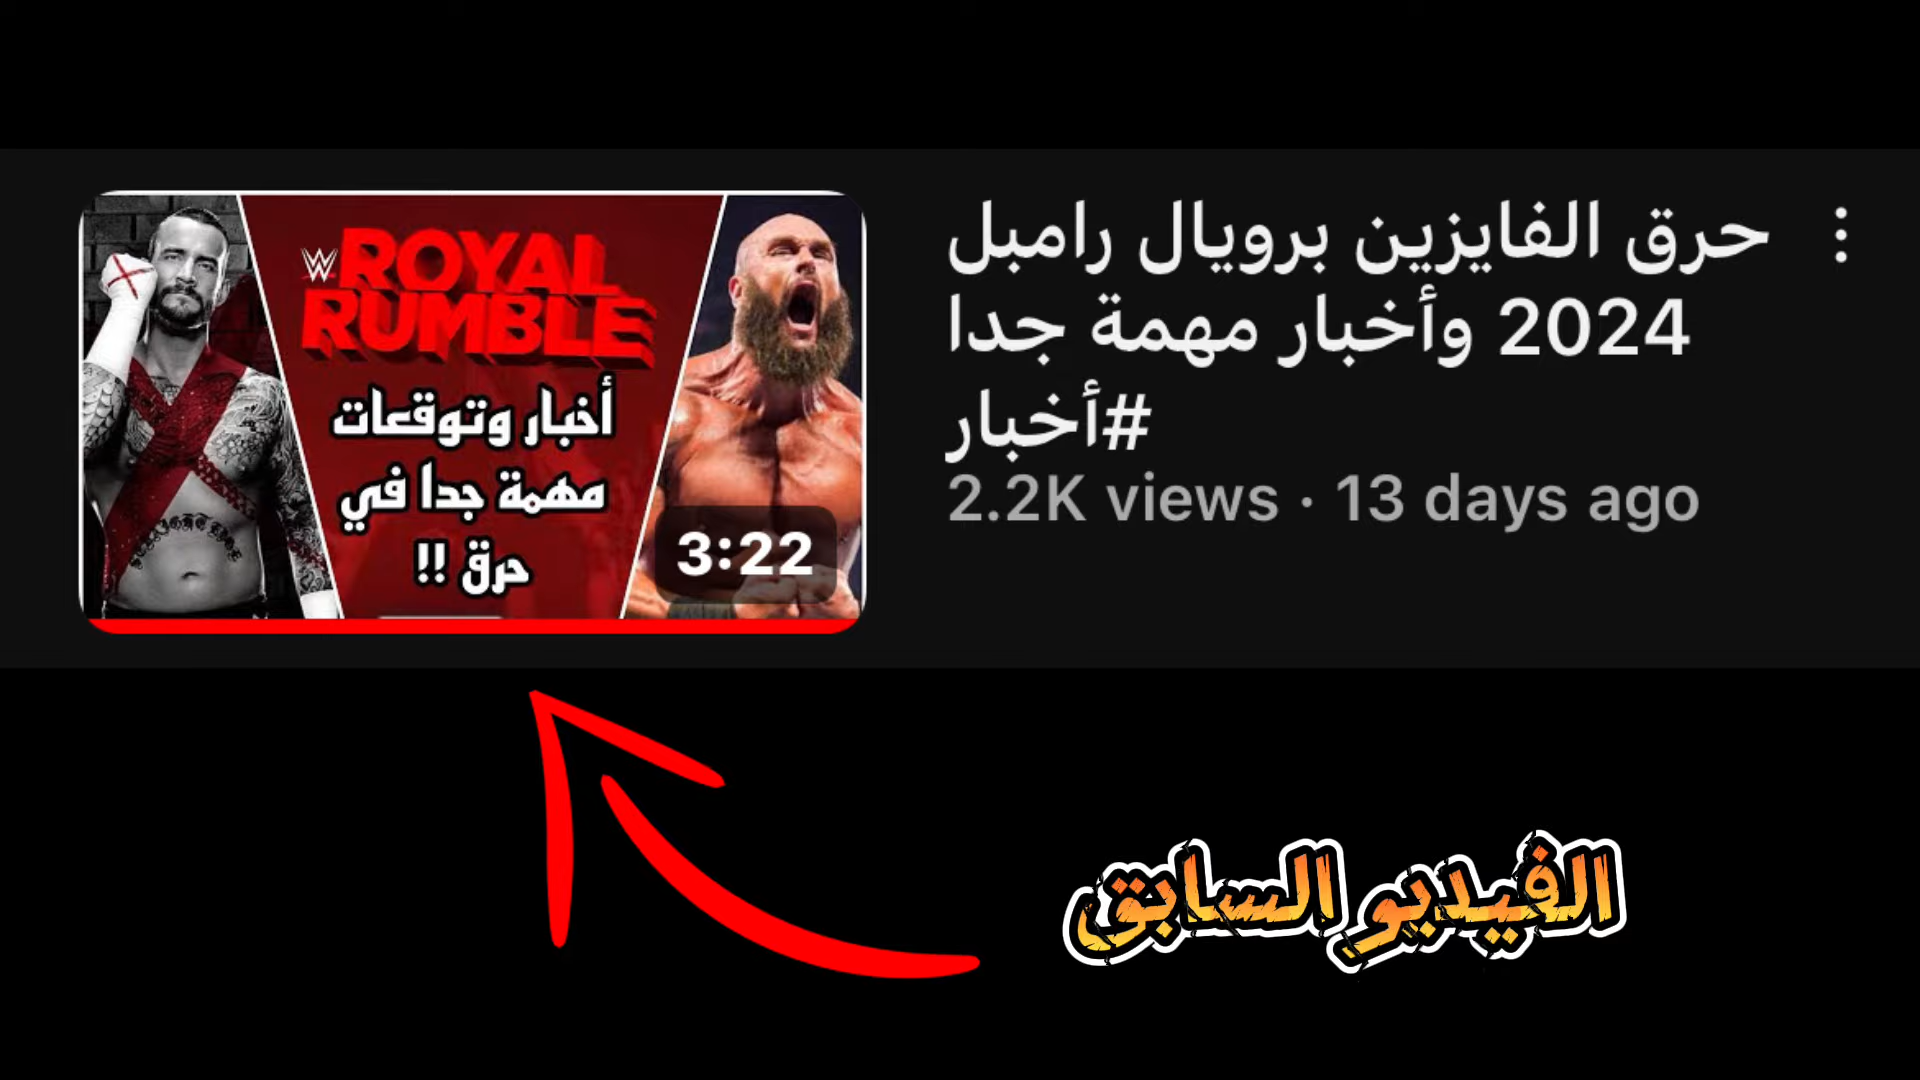 W ROYAL
RUMBLE
أخبار وتوقعات
مهمة جدا في
حرق !!
3:22
حرق الفايزين برويال رامبل
2024 وأخبار مهمة جدا
#أخبار
2.2K views · 13 days ago
الفيديو السابق